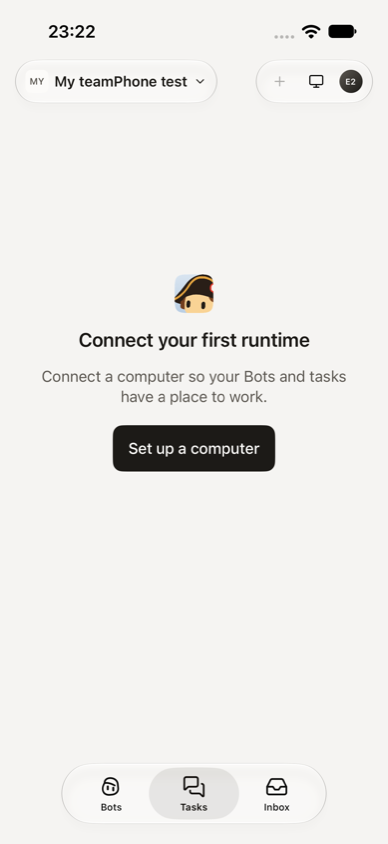 23:22
MY My teamPhone test
E2
Connect your first runtime
Connect a computer so your Bots and tasks
have a place to work.
Set up a computer
Bots
Tasks
Inbox